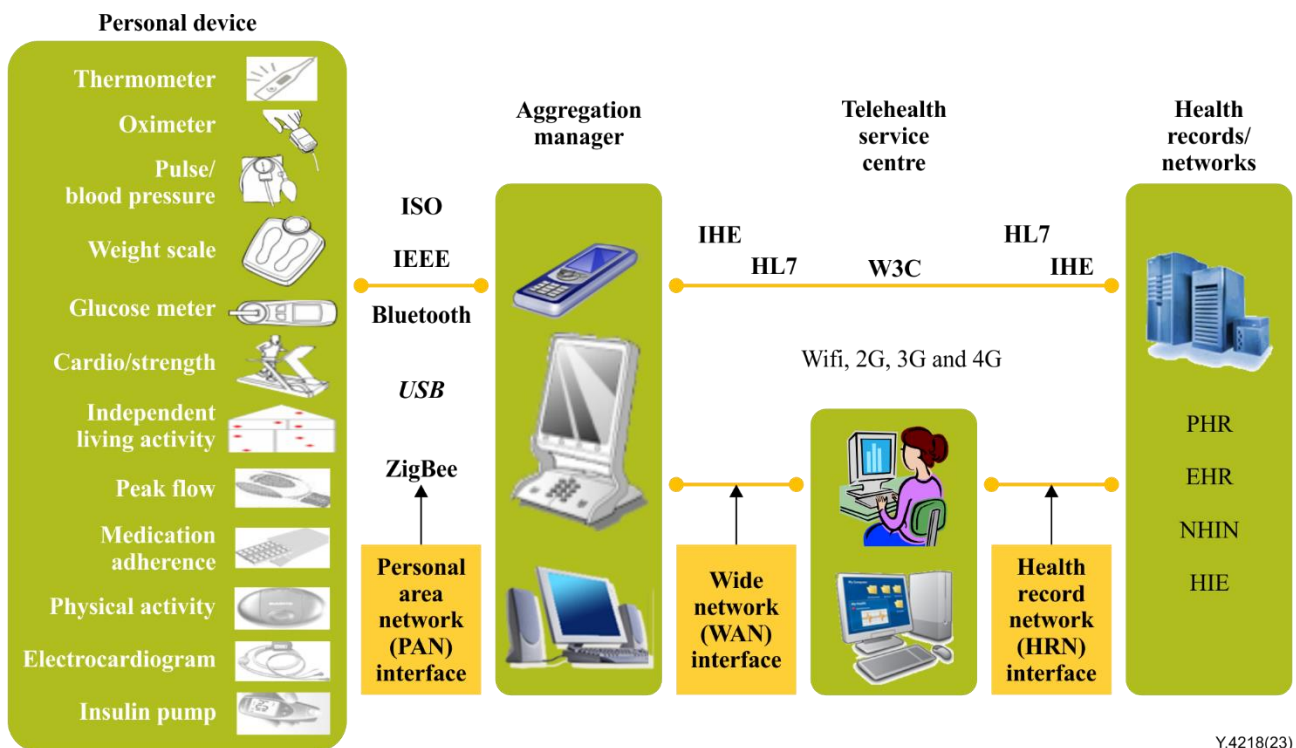 Personal device
Thermometer
Oximeter
Pulse/
blood pressure
Weight scale
Glucose meter
Cardio/strength
Independent
living activity
Peak flow
Medication
adherence
Physical activity
Electrocardiogram
Insulin pump
ISO
IEEE
Bluetooth
USB
ZigBee
Personal
area
network
(PAN)
interface
Aggregation
manager
IHE
HL7
W3C
HL7
IHE
Wifi, 2G, 3G and 4G
Wide
network
(WAN)
interface
Telehealth
service
centre
Health
record
network
(HRN)
interface
Health
records/
networks
PHR
EHR
NHIN
HIE
Y.4218(23)